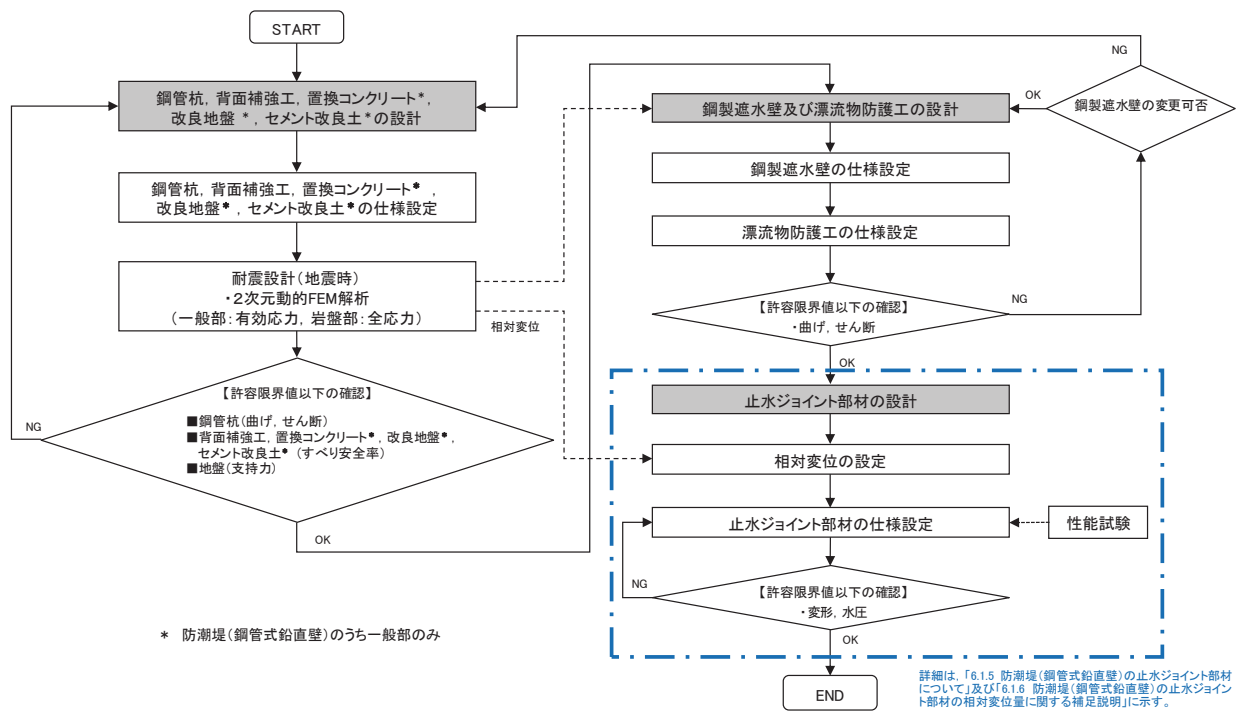 START
鋼管杭，背面補強工，置換コンクリート*，
改良地盤 *，セメント改良土*の設計
鋼管杭，背面補強工，置換コンクリート*，
改良地盤*，セメント改良土*の仕様設定
耐震設計（地震時）
・２次元動的FEM解析
（一般部：有効応力，岩盤部：全応力）
相対変位
【許容限界値以下の確認】
■鋼管杭（曲げ，せん断）
■背面補強工，置換コンクリート*，改良地盤*，
セメント改良土*（すべり安全率）
■地盤（支持力）
NG
OK
* 防潮堤（鋼管式鉛直壁）のうち一般部のみ
鋼製遮水壁及び漂流物防護工の設計
OK
鋼製遮水壁の変更可否
NG
鋼製遮水壁の仕様設定
漂流物防護工の仕様設定
【許容限界値以下の確認】
・曲げ，せん断
NG
OK
止水ジョイント部材の設計
相対変位の設定
止水ジョイント部材の仕様設定
性能試験
【許容限界値以下の確認】
・変形，水圧
NG
OK
END
詳細は，「6.1.5 防潮堤（鋼管式鉛直壁）の止水ジョイント部材
について」及び「6.1.6 防潮堤（鋼管式鉛直壁）の止水ジョイン
ト部材の相対変位量に関する補足説明」に示す。